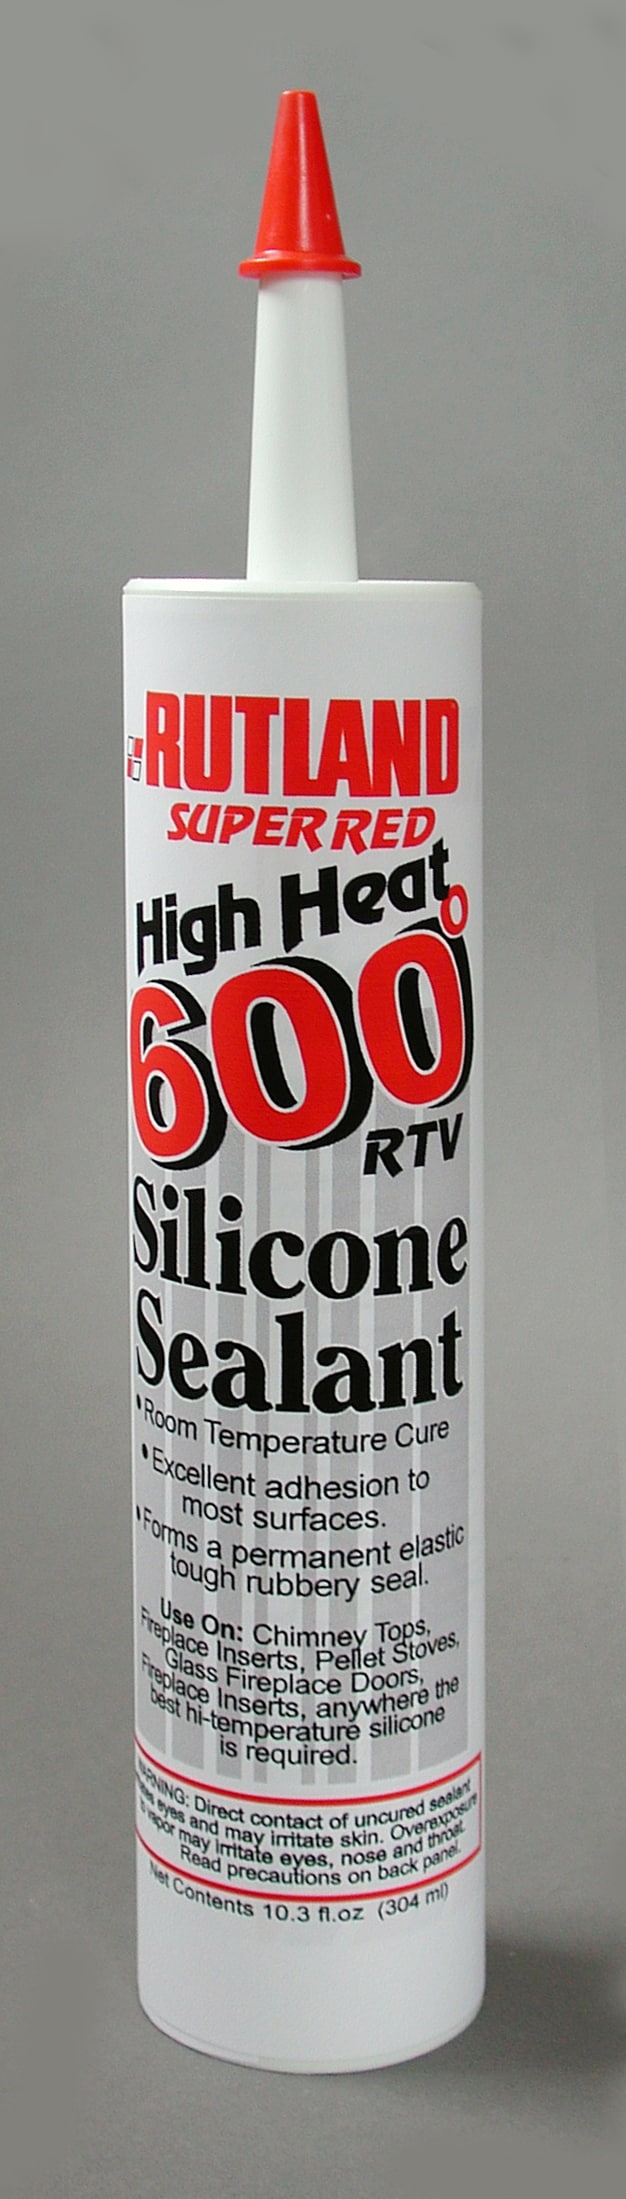 RUTLAND
SUPER RED
High Heat
600°
RTV
Silicone
Sealant
•Room Temperature Cure
•Excellent adhesion to
most surfaces.
•Forms a permanent elastic
tough rubbery seal.
Use On: Chimney Tops,
Fireplace Inserts, Pellet Stoves,
Glass Fireplace Doors,
Fireplace Inserts, anywhere the
best hi-temperature silicone
is required.
WARNING: Direct contact of uncured sealant
eyes and may irritate skin. Overexposure
vapor may irritate eyes, nose and throat.
Read precautions on back panel.
Net Contents 10.3 fl.oz (304 ml)